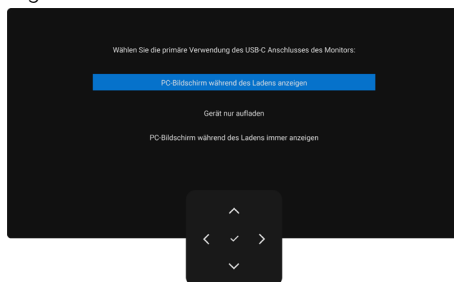 Wählen Sie die primäre Verwendung des USB-C Anschlusses des Monitors:
PC-Bildschirm während des Ladens anzeigen
Gerät nur aufladen
PC-Bildschirm während des Ladens immer anzeigen